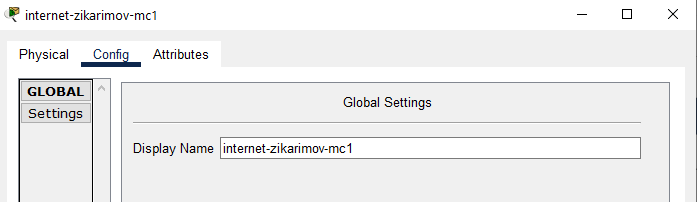 internet-zikarimov-mc1
Physical Config Attributes
GLOBAL
Settings
Global Settings
Display Name internet-zikarimov-mc1